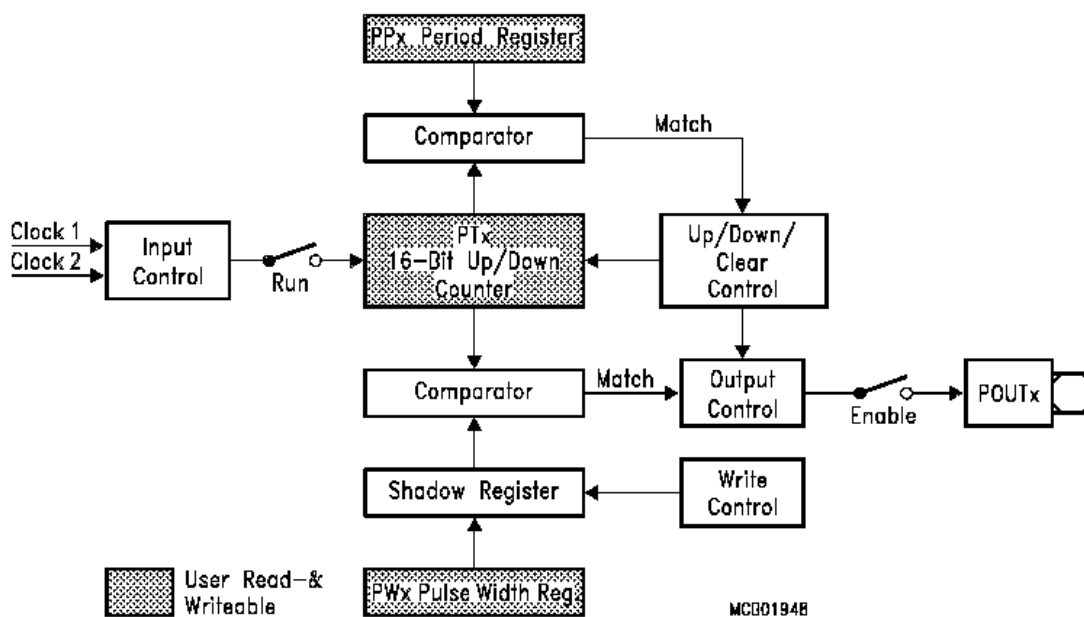 PPx Period Register
Comparator
Match
Clock 1
Clock 2
Input
Control
Run
PTx
16-Bit Up/Down
Counter
Up/Down/
Clear
Control
Comparator
Match
Output
Control
Enable
POUTx
Shadow Register
Write
Control
User Read-&
Writeable
PWx Pulse Width Reg.
MCB01948